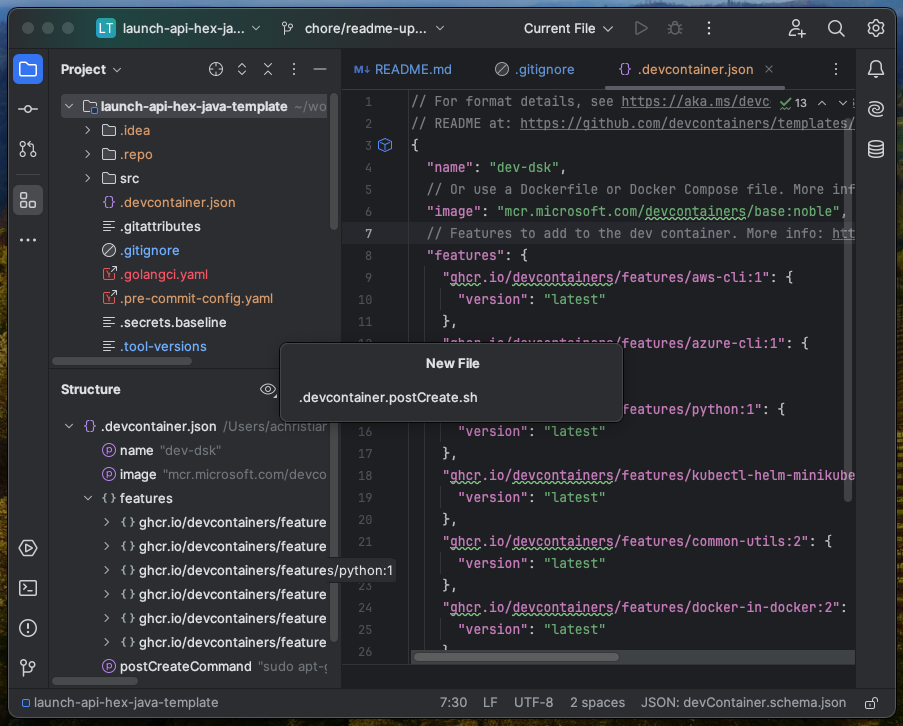 LT launch-api-hex-ja... chore/readme-up... Current File
Project
launch-api-hex-java-template ~/wo
.idea
.repo
src
.devcontainer.json
.gitattributes
.gitignore
.golangci.yaml
.pre-commit-config.yaml
.secrets.baseline
.tool-versions
Structure
.devcontainer.json /Users/achristiar
name "dev-dsk"
image "mcr.microsoft.com/devco
features
ghcr.io/devcontainers/feature
ghcr.io/devcontainers/feature
ghcr.io/devcontainers/features/python:1
ghcr.io/devcontainers/feature
ghcr.io/devcontainers/feature
ghcr.io/devcontainers/feature
postCreateCommand "sudo apt-g
M↓ README.md .gitignore .devcontainer.json
13
1 // For format details, see https://aka.ms/devc
2 // README at: https://github.com/devcontainers/templates/
3 {
4 "name": "dev-dsk",
5 // Or use a Dockerfile or Docker Compose file. More inf
6 "image": "mcr.microsoft.com/devcontainers/base:noble",
7 // Features to add to the dev container. More info: htt
8 "features": {
9 "ghcr.io/devcontainers/features/aws-cli:1": {
10 "version": "latest"
11 },
"ghcr.io/devcontainers/features/azure-cli:1": {
New File
.devcontainer.postCreate.sh
features/python:1": {
16 "version": "latest"
17 },
18 "ghcr.io/devcontainers/features/kubectl-helm-minikube
19 "version": "latest"
20 },
21 "ghcr.io/devcontainers/features/common-utils:2": {
22 "version": "latest"
23 },
24 "ghcr.io/devcontainers/features/docker-in-docker:2":
25 "version": "latest"
26
launch-api-hex-java-template 7:30 LF UTF-8 2 spaces JSON: devContainer.schema.json